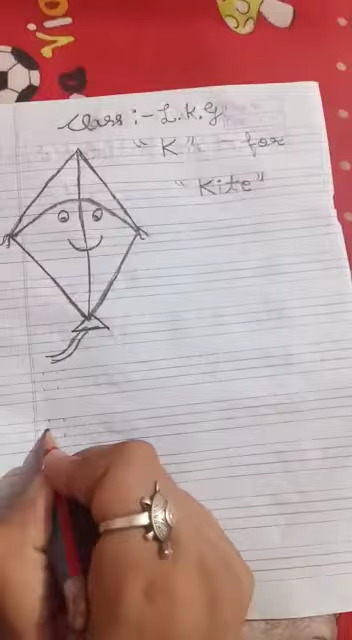 Class :- L.K.G.
"K" - for
"Kite"